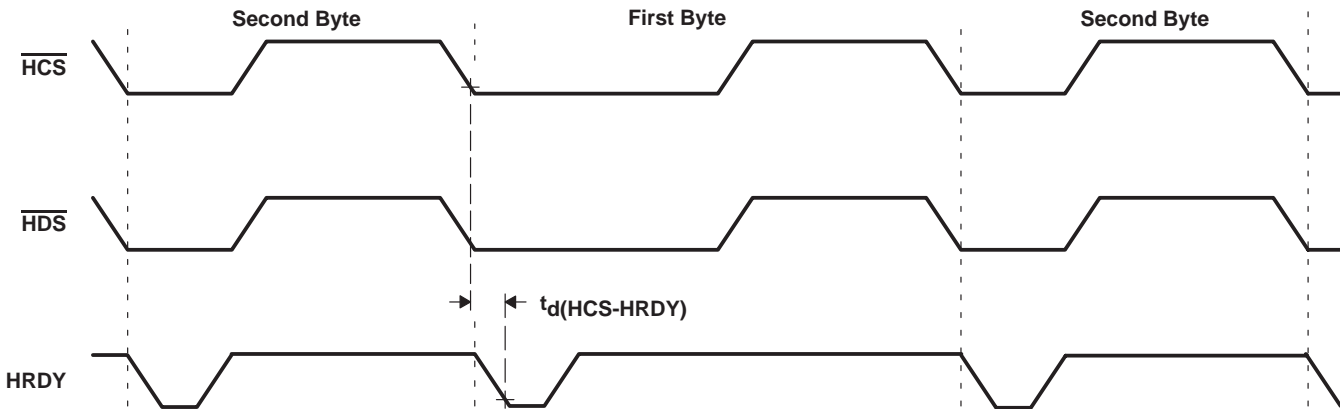 Second Byte First Byte Second Byte
HCS
HDS
td(HCS-HRDY)
HRDY